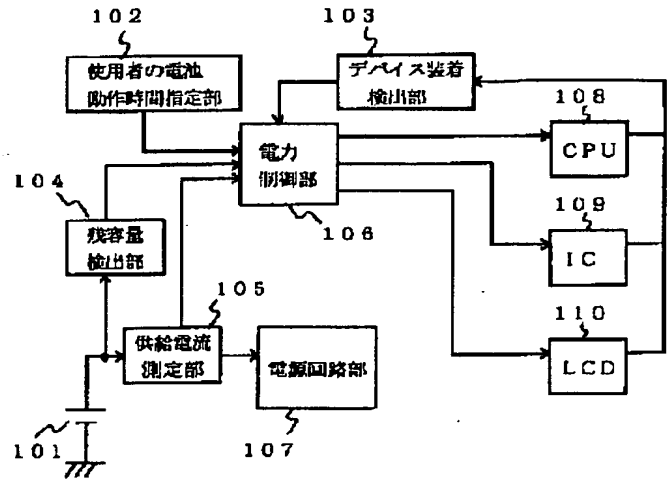 102
使用者の電池
動作時間指定部
103
デバイス装着
検出部
108
CPU
電力
制御部
106
104
残容量
検出部
109
IC
105
供給電流
測定部
電源回路部
107
110
LCD
101